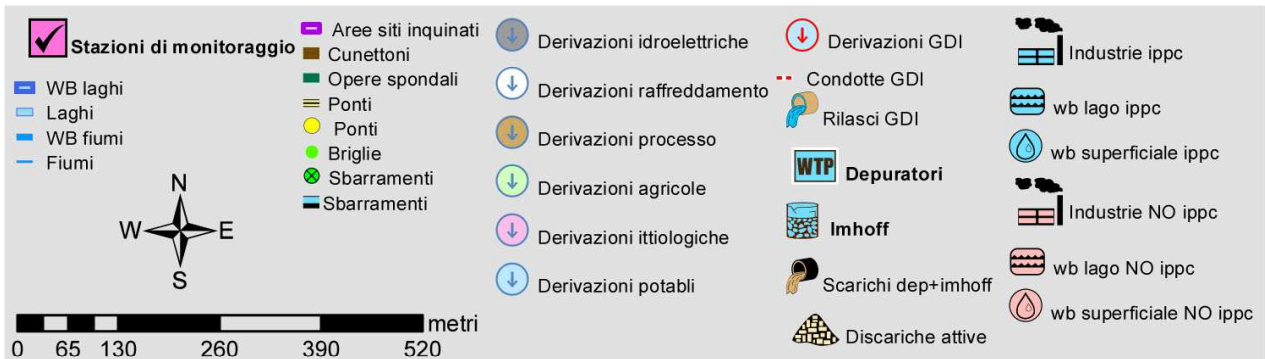 Stazioni di monitoraggio
WB laghi
Laghi
WB fiumi
Fiumi
N
W E
S
metri
0 65 130 260 390 520
Aree siti inquinati
Cunettoni
Opere spondali
Ponti
Ponti
Briglie
Sbarramenti
Sbarramenti
Derivazioni idroelettriche
Derivazioni raffreddamento
Derivazioni processo
Derivazioni agricole
Derivazioni ittiologiche
Derivazioni potabli
Derivazioni GDI
Condotte GDI
Rilasci GDI
WTP Depuratori
Imhoff
Scarichi dep+imhoff
Discariche attive
Industrie ippc
wb lago ippc
wb superficiale ippc
Industrie NO ippc
wb lago NO ippc
wb superficiale NO ippc